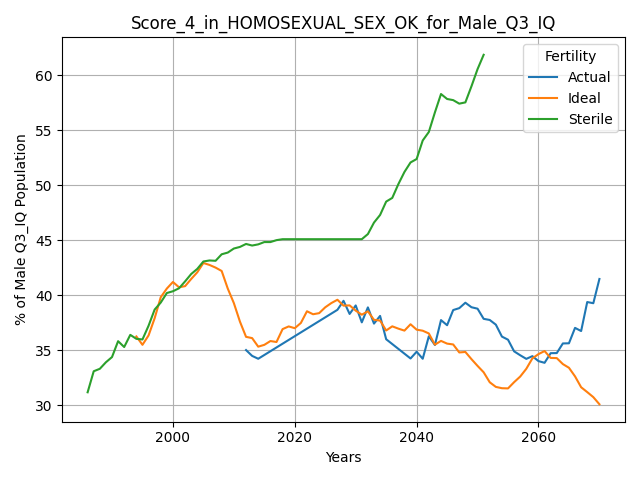 Score_4_in_HOMOSEXUAL_SEX_OK_for_Male_Q3_IQ
Fertility
Actual
Ideal
Sterile
% of Male Q3_IQ Population
60
55
50
45
40
35
30
2000
2020
2040
2060
Years